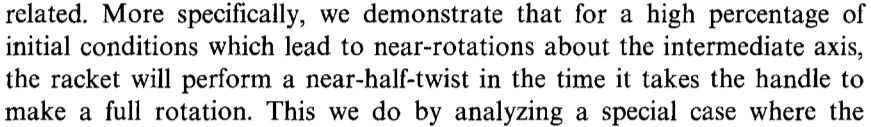 related. More specifically, we demonstrate that for a high percentage of
initial conditions which lead to near-rotations about the intermediate axis,
the racket will perform a near-half-twist in the time it takes the handle to
make a full rotation. This we do by analyzing a special case where the